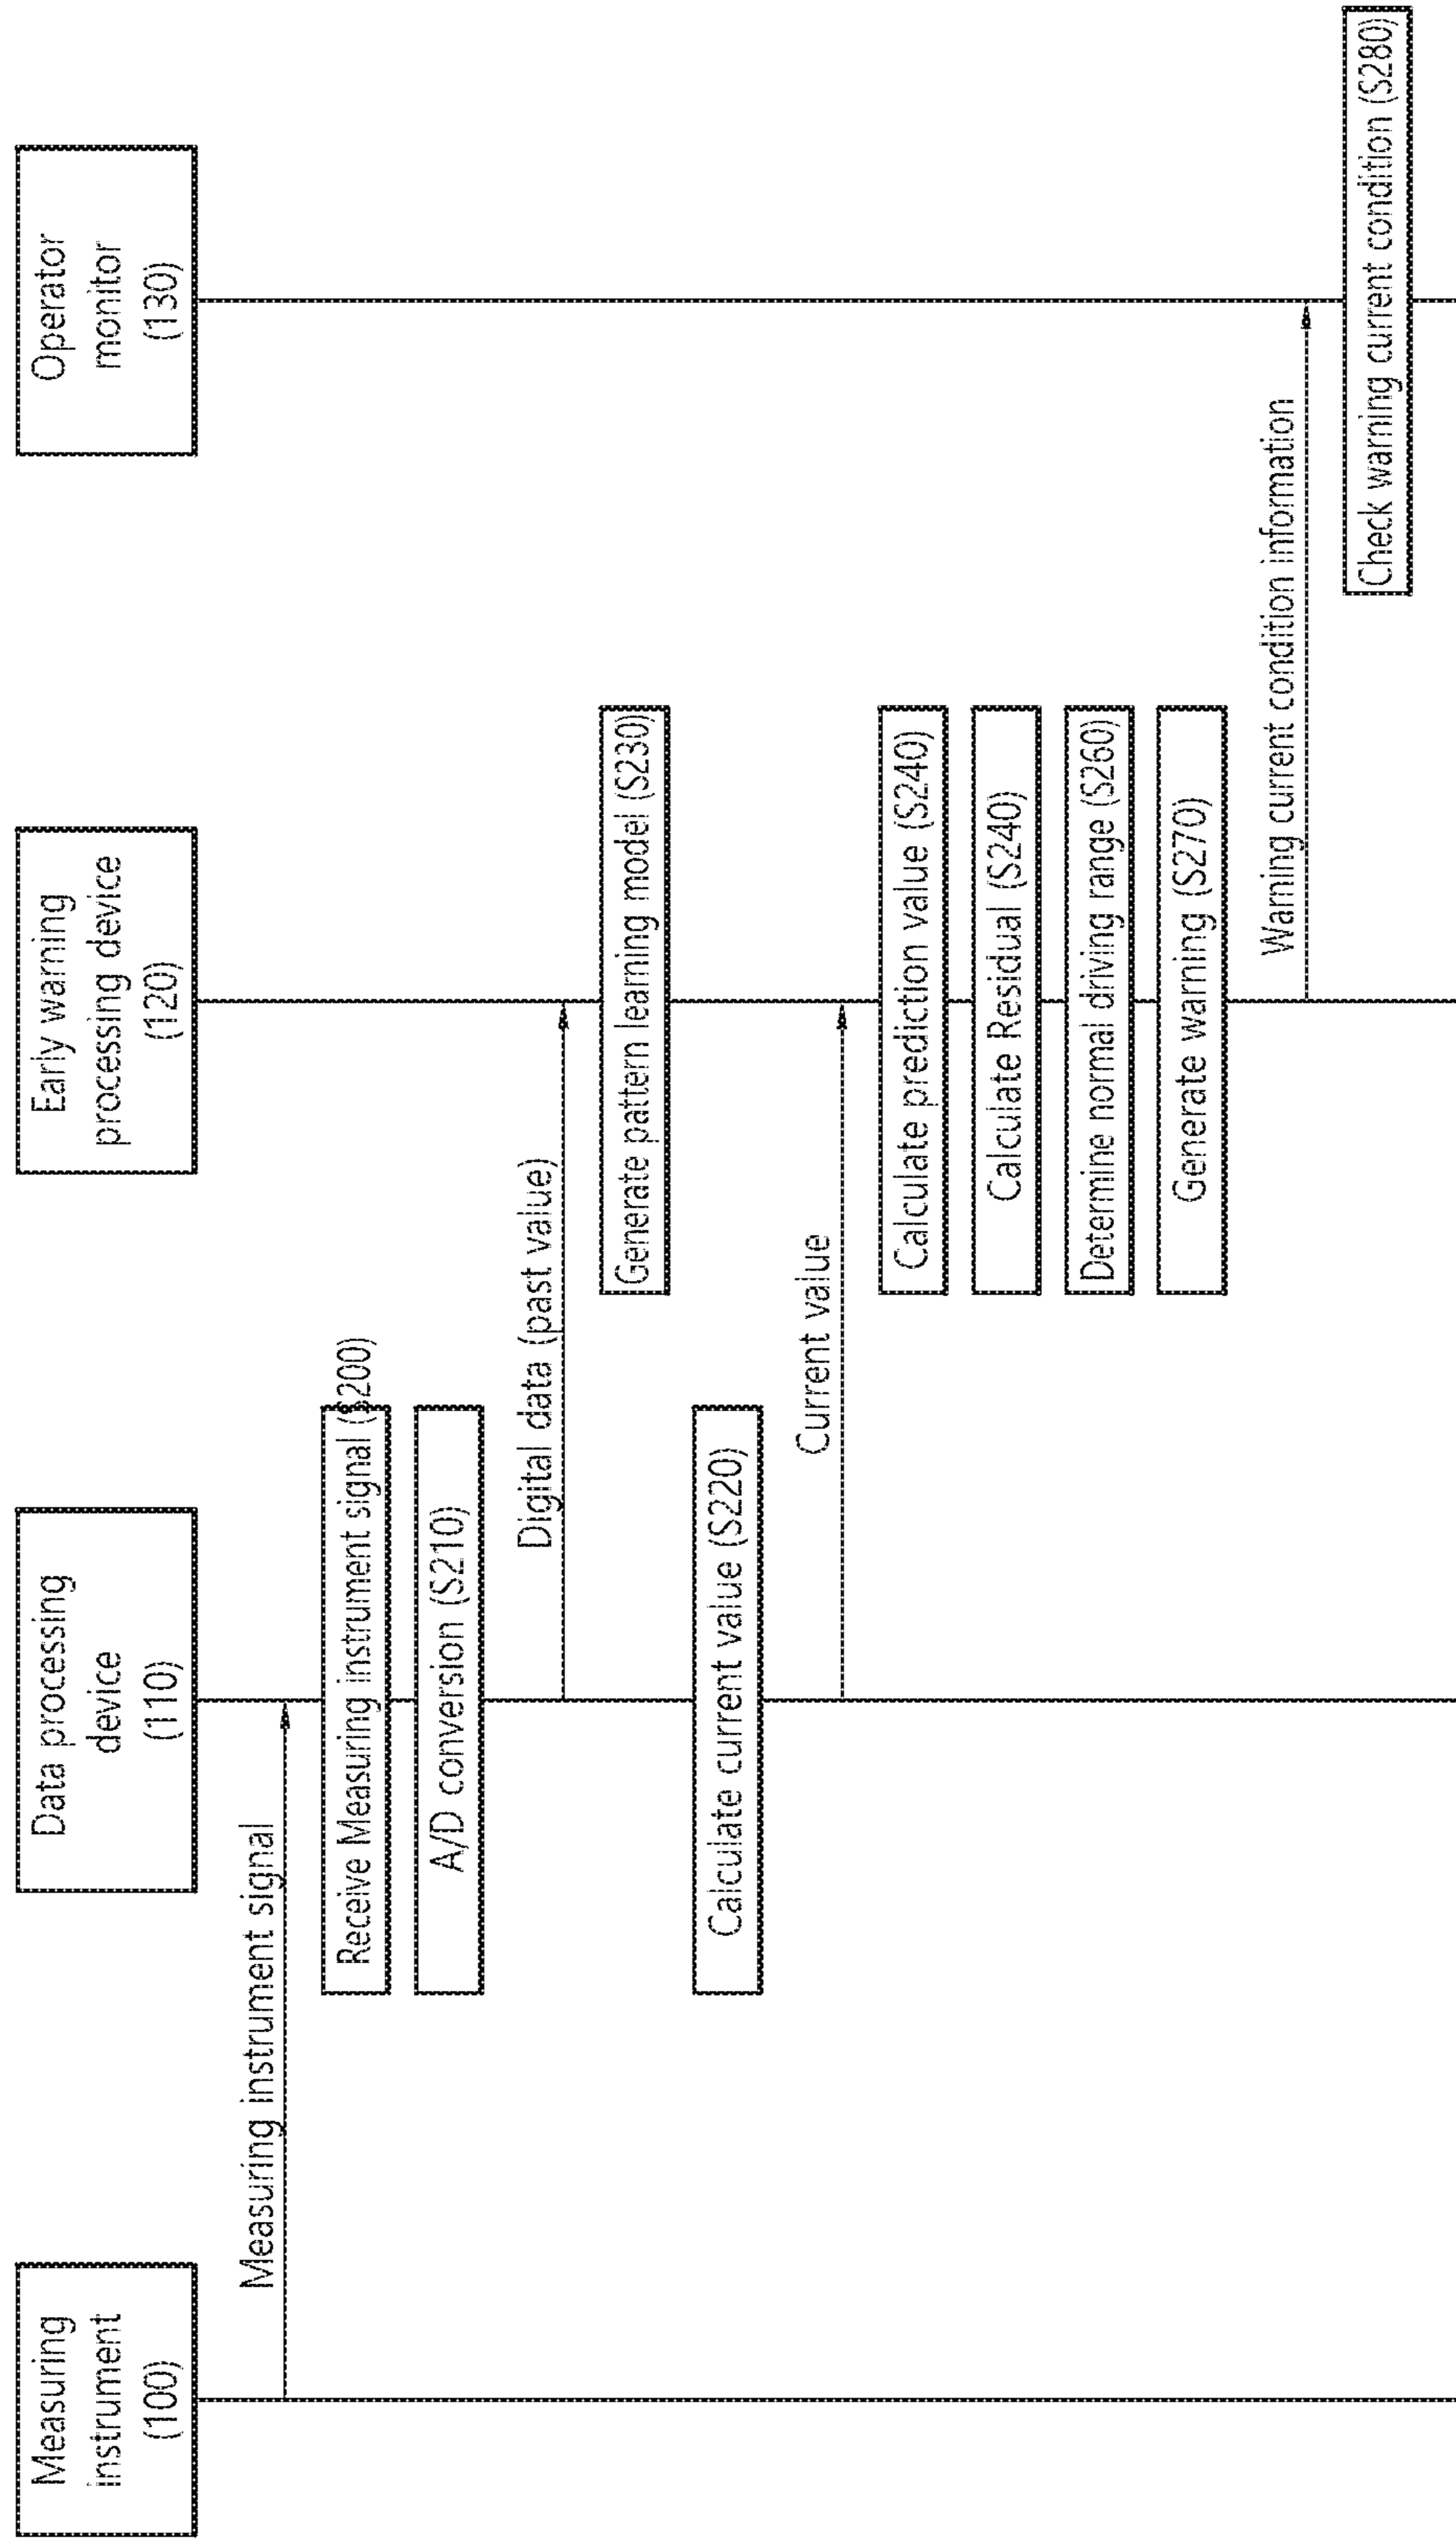 Measuring
instrument
(100)
Data processing
device
(110)
Early warning
processing device
(120)
Operator
monitor
(130)
Measuring instrument signal
Receive Measuring instrument signal (S200)
A/D conversion (S210)
Digital data (past value)
Generate pattern learning model (S230)
Calculate current value (S220)
Current value
Calculate prediction value (S240)
Calculate Residual (S240)
Determine normal driving range (S260)
Generate warning (S270)
Warning current condition information
Check warning current condition (S280)